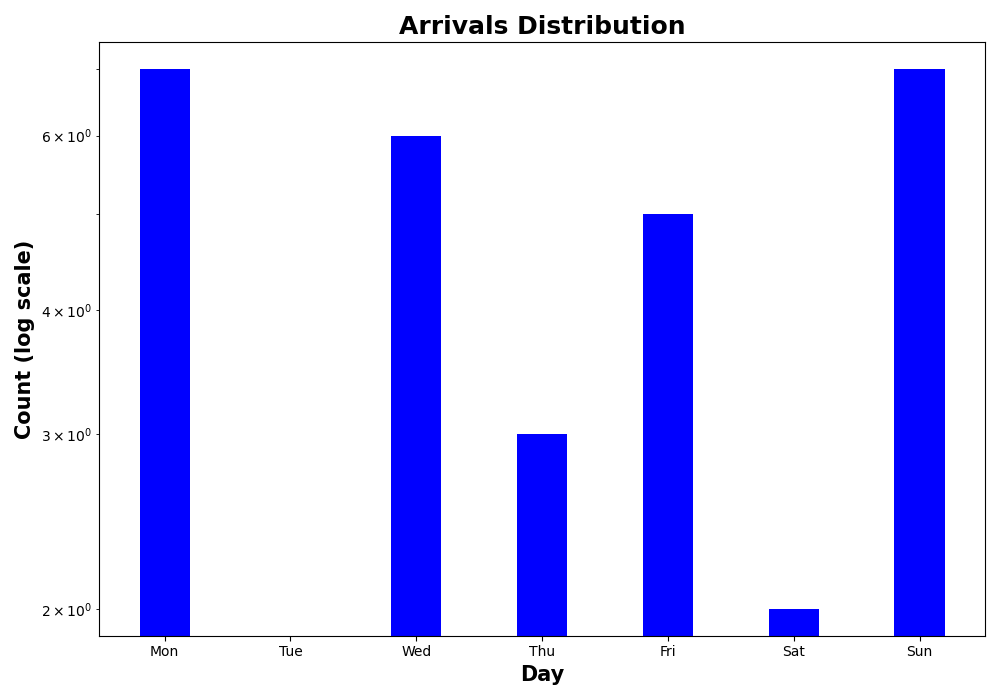 Arrivals Distribution
Count (log scale)
6 × 10⁰
4 × 10⁰
3 × 10⁰
2 × 10⁰
Mon Tue Wed Thu Fri Sat Sun
Day